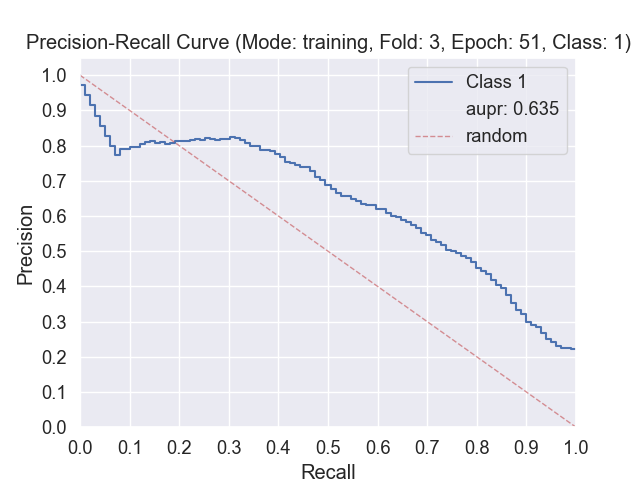 Precision-Recall Curve (Mode: training, Fold: 3, Epoch: 51, Class: 1)
Class 1
aupr: 0.635
random
1.0
0.9
0.8
0.7
0.6
0.5
0.4
0.3
0.2
0.1
0.0
Precision
0.0 0.1 0.2 0.3 0.4 0.5 0.6 0.7 0.8 0.9 1.0
Recall